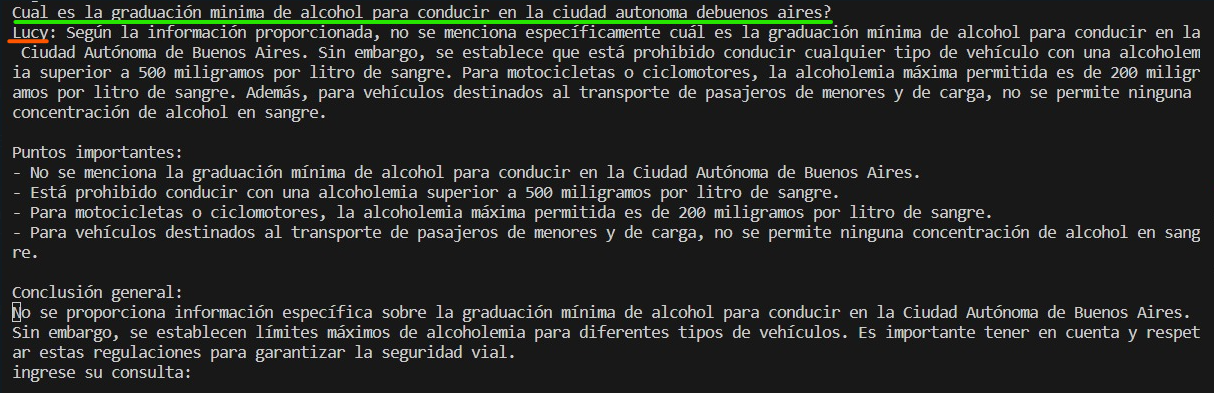 Cual es la graduación minima de alcohol para conducir en la ciudad autonoma debuenos aires?
Lucy: Según la información proporcionada, no se menciona específicamente cuál es la graduación mínima de alcohol para conducir en la
 Ciudad Autónoma de Buenos Aires. Sin embargo, se establece que está prohibido conducir cualquier tipo de vehículo con una alcoholem
ia superior a 500 miligramos por litro de sangre. Para motocicletas o ciclomotores, la alcoholemia máxima permitida es de 200 miligr
amos por litro de sangre. Además, para vehículos destinados al transporte de pasajeros de menores y de carga, no se permite ninguna
concentración de alcohol en sangre.

Puntos importantes:
- No se menciona la graduación mínima de alcohol para conducir en la Ciudad Autónoma de Buenos Aires.
- Está prohibido conducir con una alcoholemia superior a 500 miligramos por litro de sangre.
- Para motocicletas o ciclomotores, la alcoholemia máxima permitida es de 200 miligramos por litro de sangre.
- Para vehículos destinados al transporte de pasajeros de menores y de carga, no se permite ninguna concentración de alcohol en sang
re.

Conclusión general:
No se proporciona información específica sobre la graduación mínima de alcohol para conducir en la Ciudad Autónoma de Buenos Aires.
Sin embargo, se establecen límites máximos de alcoholemia para diferentes tipos de vehículos. Es importante tener en cuenta y respet
ar estas regulaciones para garantizar la seguridad vial.
ingrese su consulta: